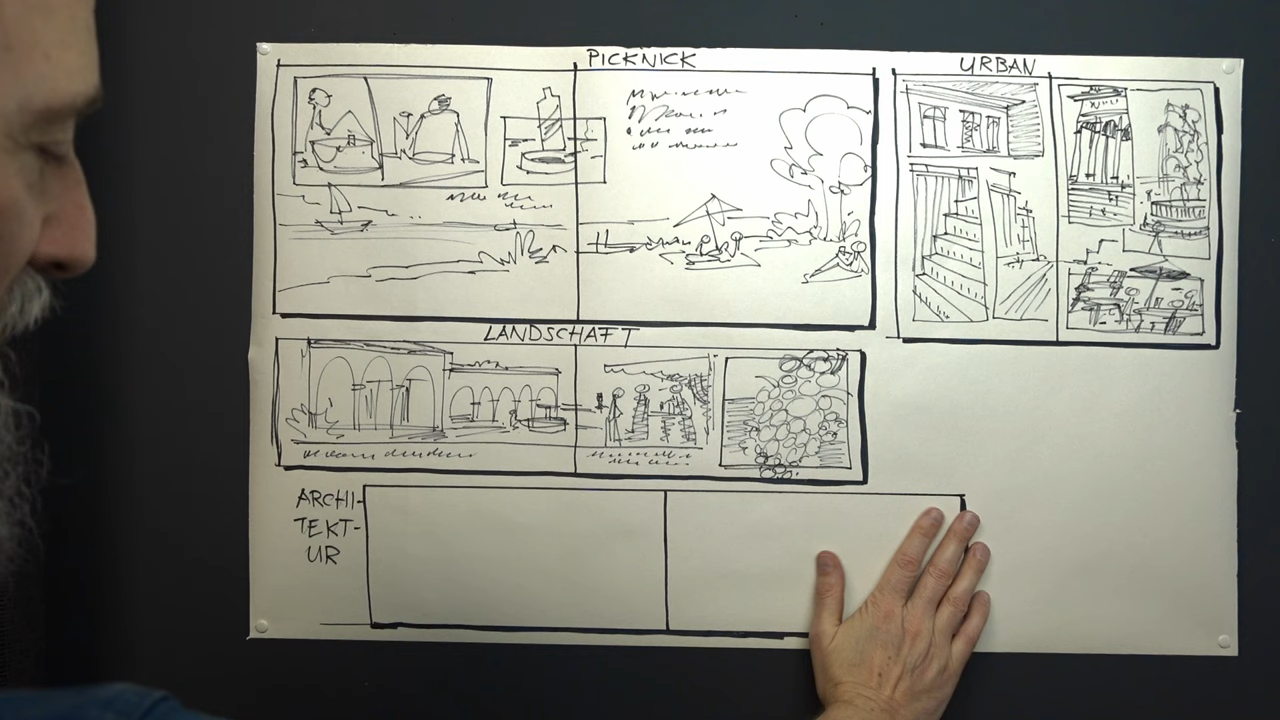 PICKNICK
URBAN
LANDSCHAFT
ARCHI-
TEKT-
UR